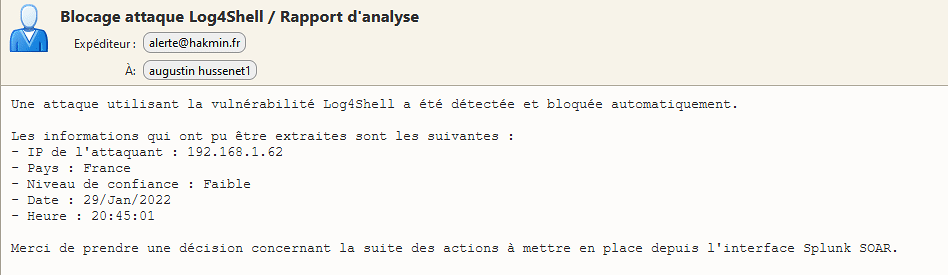 Blocage attaque Log4Shell / Rapport d'analyse
Expéditeur : alerte@hakmin.fr
À: augustin hussenet1
Une attaque utilisant la vulnérabilité Log4Shell a été détectée et bloquée automatiquement.
Les informations qui ont pu être extraites sont les suivantes :
- IP de l'attaquant : 192.168.1.62
- Pays : France
- Niveau de confiance : Faible
- Date : 29/Jan/2022
- Heure : 20:45:01
Merci de prendre une décision concernant la suite des actions à mettre en place depuis l'interface Splunk SOAR.